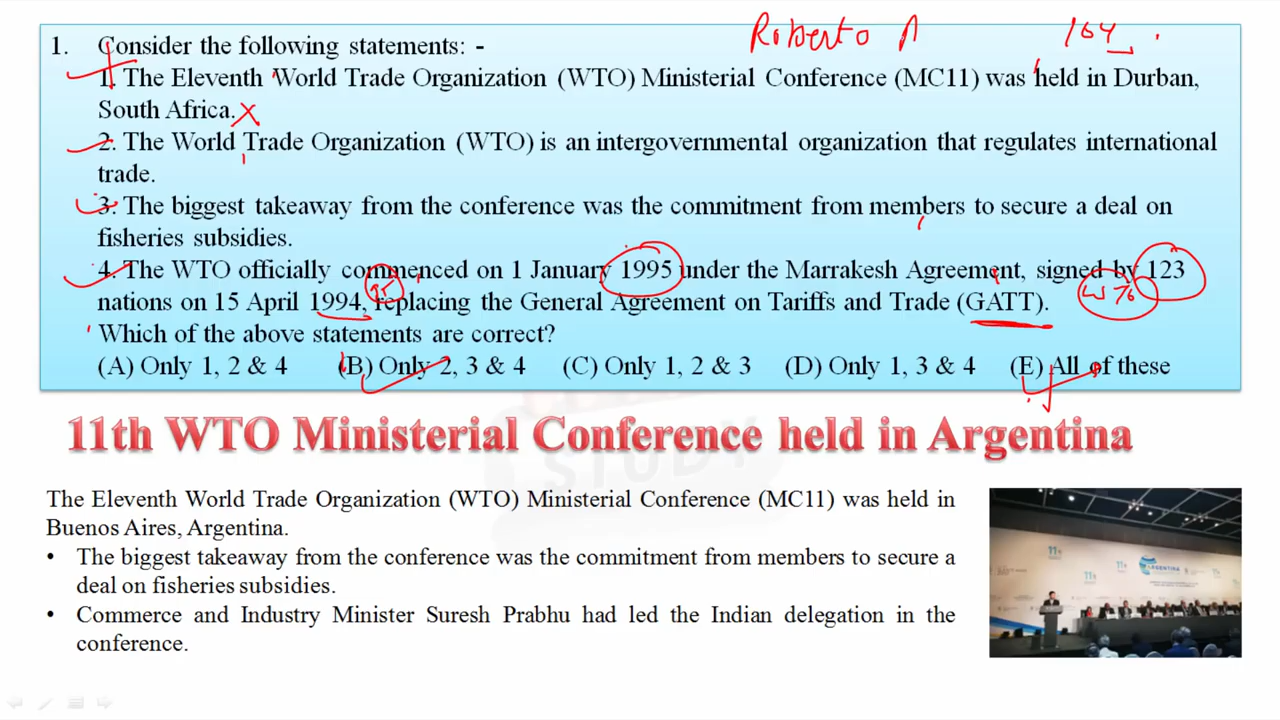 Roberto A 164
1. Consider the following statements: -
1. The Eleventh World Trade Organization (WTO) Ministerial Conference (MC11) was held in Durban,
South Africa.
2. The World Trade Organization (WTO) is an intergovernmental organization that regulates international
trade.
3. The biggest takeaway from the conference was the commitment from members to secure a deal on
fisheries subsidies.
4. The WTO officially commenced on 1 January 1995 under the Marrakesh Agreement, signed by 123
nations on 15 April 1994, replacing the General Agreement on Tariffs and Trade (GATT). WTO
95
Which of the above statements are correct?
(A) Only 1, 2 & 4 (B) Only 2, 3 & 4 (C) Only 1, 2 & 3 (D) Only 1, 3 & 4 (E) All of these
11th WTO Ministerial Conference held in Argentina
STUDY
The Eleventh World Trade Organization (WTO) Ministerial Conference (MC11) was held in
Buenos Aires, Argentina.
• The biggest takeaway from the conference was the commitment from members to secure a
deal on fisheries subsidies.
• Commerce and Industry Minister Suresh Prabhu had led the Indian delegation in the
conference.
11
ARGENTINA